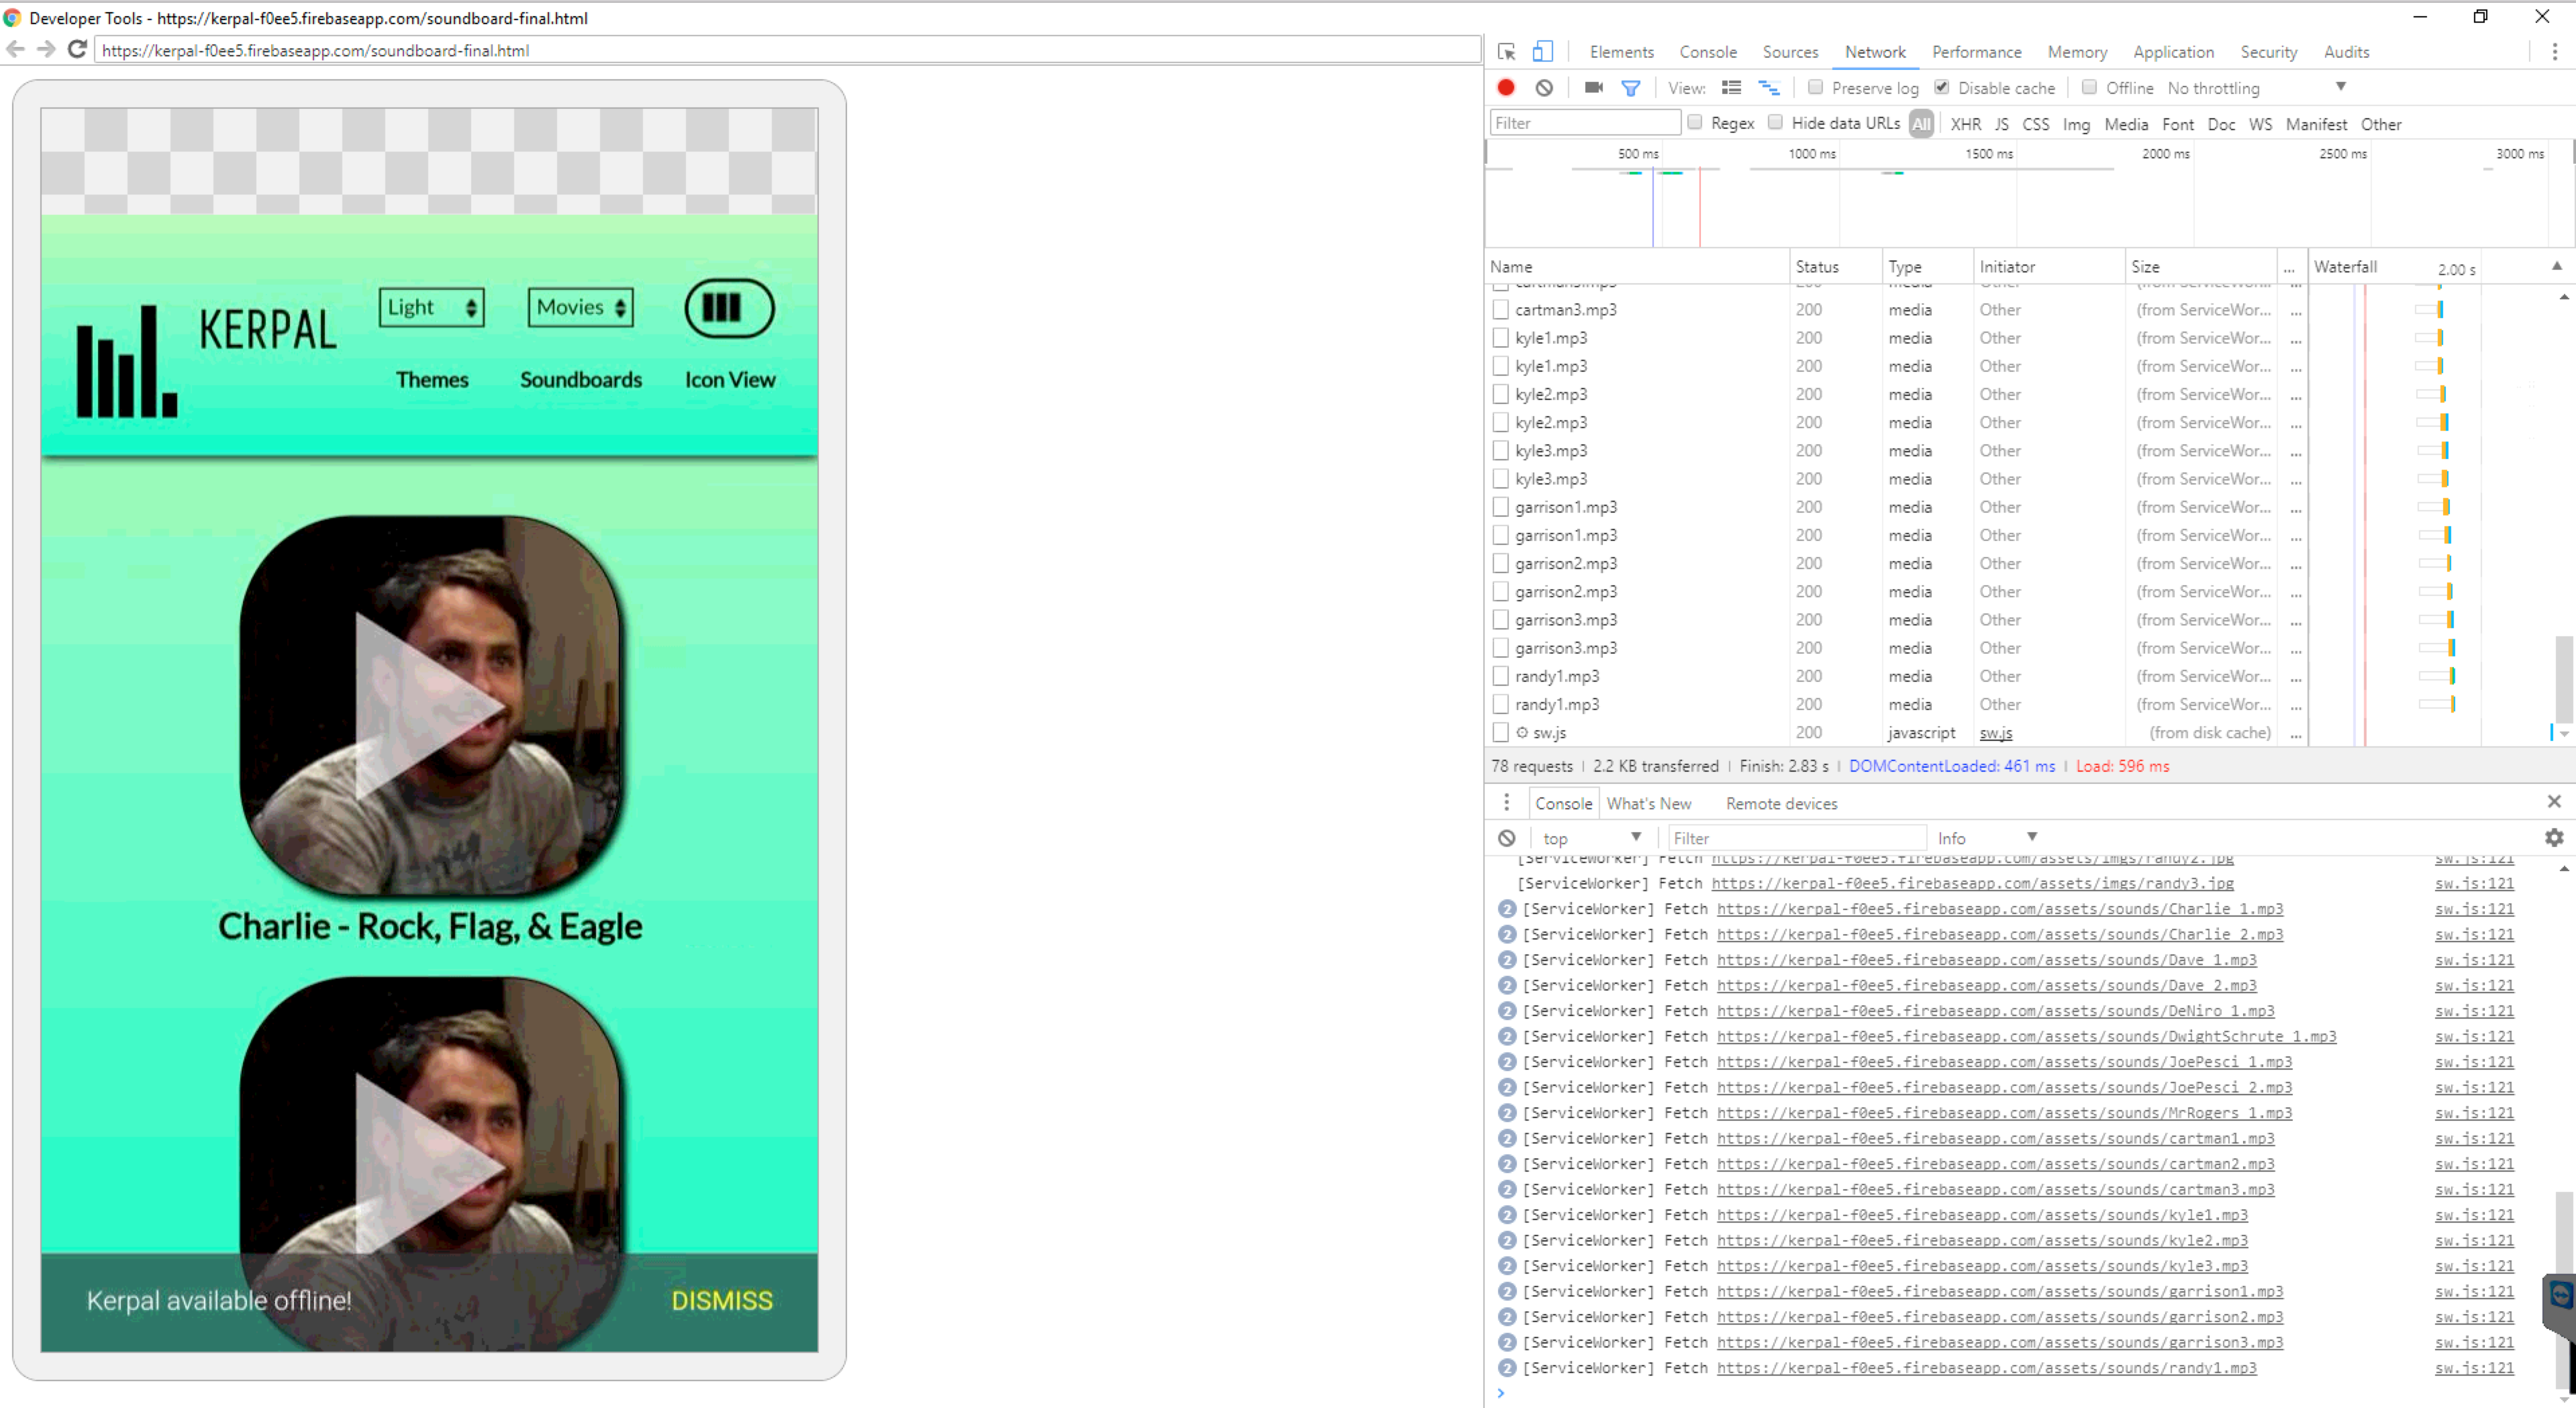 Developer Tools - https://kerpal-f0ee5.firebaseapp.com/soundboard-final.html
https://kerpal-f0ee5.firebaseapp.com/soundboard-final.html
KERPAL
Light
Movies
Themes
Soundboards
Icon View
Charlie - Rock, Flag, & Eagle
Kerpal available offline!
DISMISS
Elements Console Sources Network Performance Memory Application Security Audits
View: Preserve log Disable cache Offline No throttling
Filter Regex Hide data URLs All XHR JS CSS Img Media Font Doc WS Manifest Other
500 ms 1000 ms 1500 ms 2000 ms 2500 ms 3000 ms
Name Status Type Initiator Size ... Waterfall 2.00 s
cartman3.mp3 200 media Other (from ServiceWor... ...
cartman3.mp3 200 media Other (from ServiceWor... ...
kyle1.mp3 200 media Other (from ServiceWor... ...
kyle1.mp3 200 media Other (from ServiceWor... ...
kyle2.mp3 200 media Other (from ServiceWor... ...
kyle2.mp3 200 media Other (from ServiceWor... ...
kyle3.mp3 200 media Other (from ServiceWor... ...
kyle3.mp3 200 media Other (from ServiceWor... ...
garrison1.mp3 200 media Other (from ServiceWor... ...
garrison1.mp3 200 media Other (from ServiceWor... ...
garrison2.mp3 200 media Other (from ServiceWor... ...
garrison2.mp3 200 media Other (from ServiceWor... ...
garrison3.mp3 200 media Other (from ServiceWor... ...
garrison3.mp3 200 media Other (from ServiceWor... ...
randy1.mp3 200 media Other (from ServiceWor... ...
randy1.mp3 200 media Other (from ServiceWor... ...
sw.js 200 javascript sw.js (from disk cache) ...
78 requests | 2.2 KB transferred | Finish: 2.83 s | DOMContentLoaded: 461 ms | Load: 596 ms
Console What's New Remote devices
top Filter Info
[ServiceWorker] Fetch https://kerpal-f0ee5.firebaseapp.com/assets/imgs/randy2.jpg sw.js:121
[ServiceWorker] Fetch https://kerpal-f0ee5.firebaseapp.com/assets/imgs/randy3.jpg sw.js:121
2 [ServiceWorker] Fetch https://kerpal-f0ee5.firebaseapp.com/assets/sounds/Charlie_1.mp3 sw.js:121
2 [ServiceWorker] Fetch https://kerpal-f0ee5.firebaseapp.com/assets/sounds/Charlie_2.mp3 sw.js:121
2 [ServiceWorker] Fetch https://kerpal-f0ee5.firebaseapp.com/assets/sounds/Dave_1.mp3 sw.js:121
2 [ServiceWorker] Fetch https://kerpal-f0ee5.firebaseapp.com/assets/sounds/Dave_2.mp3 sw.js:121
2 [ServiceWorker] Fetch https://kerpal-f0ee5.firebaseapp.com/assets/sounds/DeNiro_1.mp3 sw.js:121
2 [ServiceWorker] Fetch https://kerpal-f0ee5.firebaseapp.com/assets/sounds/DwightSchrute_1.mp3 sw.js:121
2 [ServiceWorker] Fetch https://kerpal-f0ee5.firebaseapp.com/assets/sounds/JoePesci_1.mp3 sw.js:121
2 [ServiceWorker] Fetch https://kerpal-f0ee5.firebaseapp.com/assets/sounds/JoePesci_2.mp3 sw.js:121
2 [ServiceWorker] Fetch https://kerpal-f0ee5.firebaseapp.com/assets/sounds/MrRogers_1.mp3 sw.js:121
2 [ServiceWorker] Fetch https://kerpal-f0ee5.firebaseapp.com/assets/sounds/cartman1.mp3 sw.js:121
2 [ServiceWorker] Fetch https://kerpal-f0ee5.firebaseapp.com/assets/sounds/cartman2.mp3 sw.js:121
2 [ServiceWorker] Fetch https://kerpal-f0ee5.firebaseapp.com/assets/sounds/cartman3.mp3 sw.js:121
2 [ServiceWorker] Fetch https://kerpal-f0ee5.firebaseapp.com/assets/sounds/kyle1.mp3 sw.js:121
2 [ServiceWorker] Fetch https://kerpal-f0ee5.firebaseapp.com/assets/sounds/kyle2.mp3 sw.js:121
2 [ServiceWorker] Fetch https://kerpal-f0ee5.firebaseapp.com/assets/sounds/kyle3.mp3 sw.js:121
2 [ServiceWorker] Fetch https://kerpal-f0ee5.firebaseapp.com/assets/sounds/garrison1.mp3 sw.js:121
2 [ServiceWorker] Fetch https://kerpal-f0ee5.firebaseapp.com/assets/sounds/garrison2.mp3 sw.js:121
2 [ServiceWorker] Fetch https://kerpal-f0ee5.firebaseapp.com/assets/sounds/garrison3.mp3 sw.js:121
2 [ServiceWorker] Fetch https://kerpal-f0ee5.firebaseapp.com/assets/sounds/randy1.mp3 sw.js:121